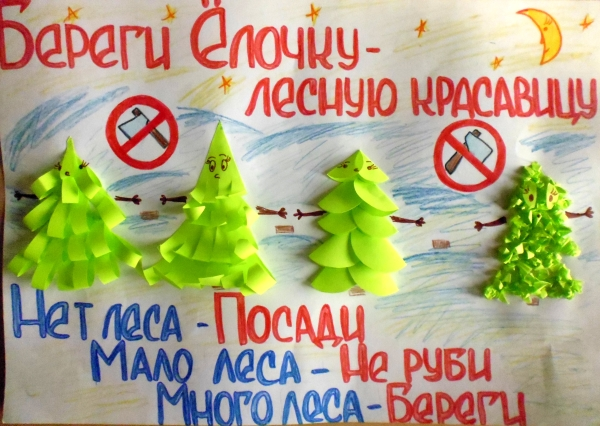 Береги Ёлочку-
лесную красавицу
Нет леса - Посади
Мало леса - Не руби
Много леса - Береги